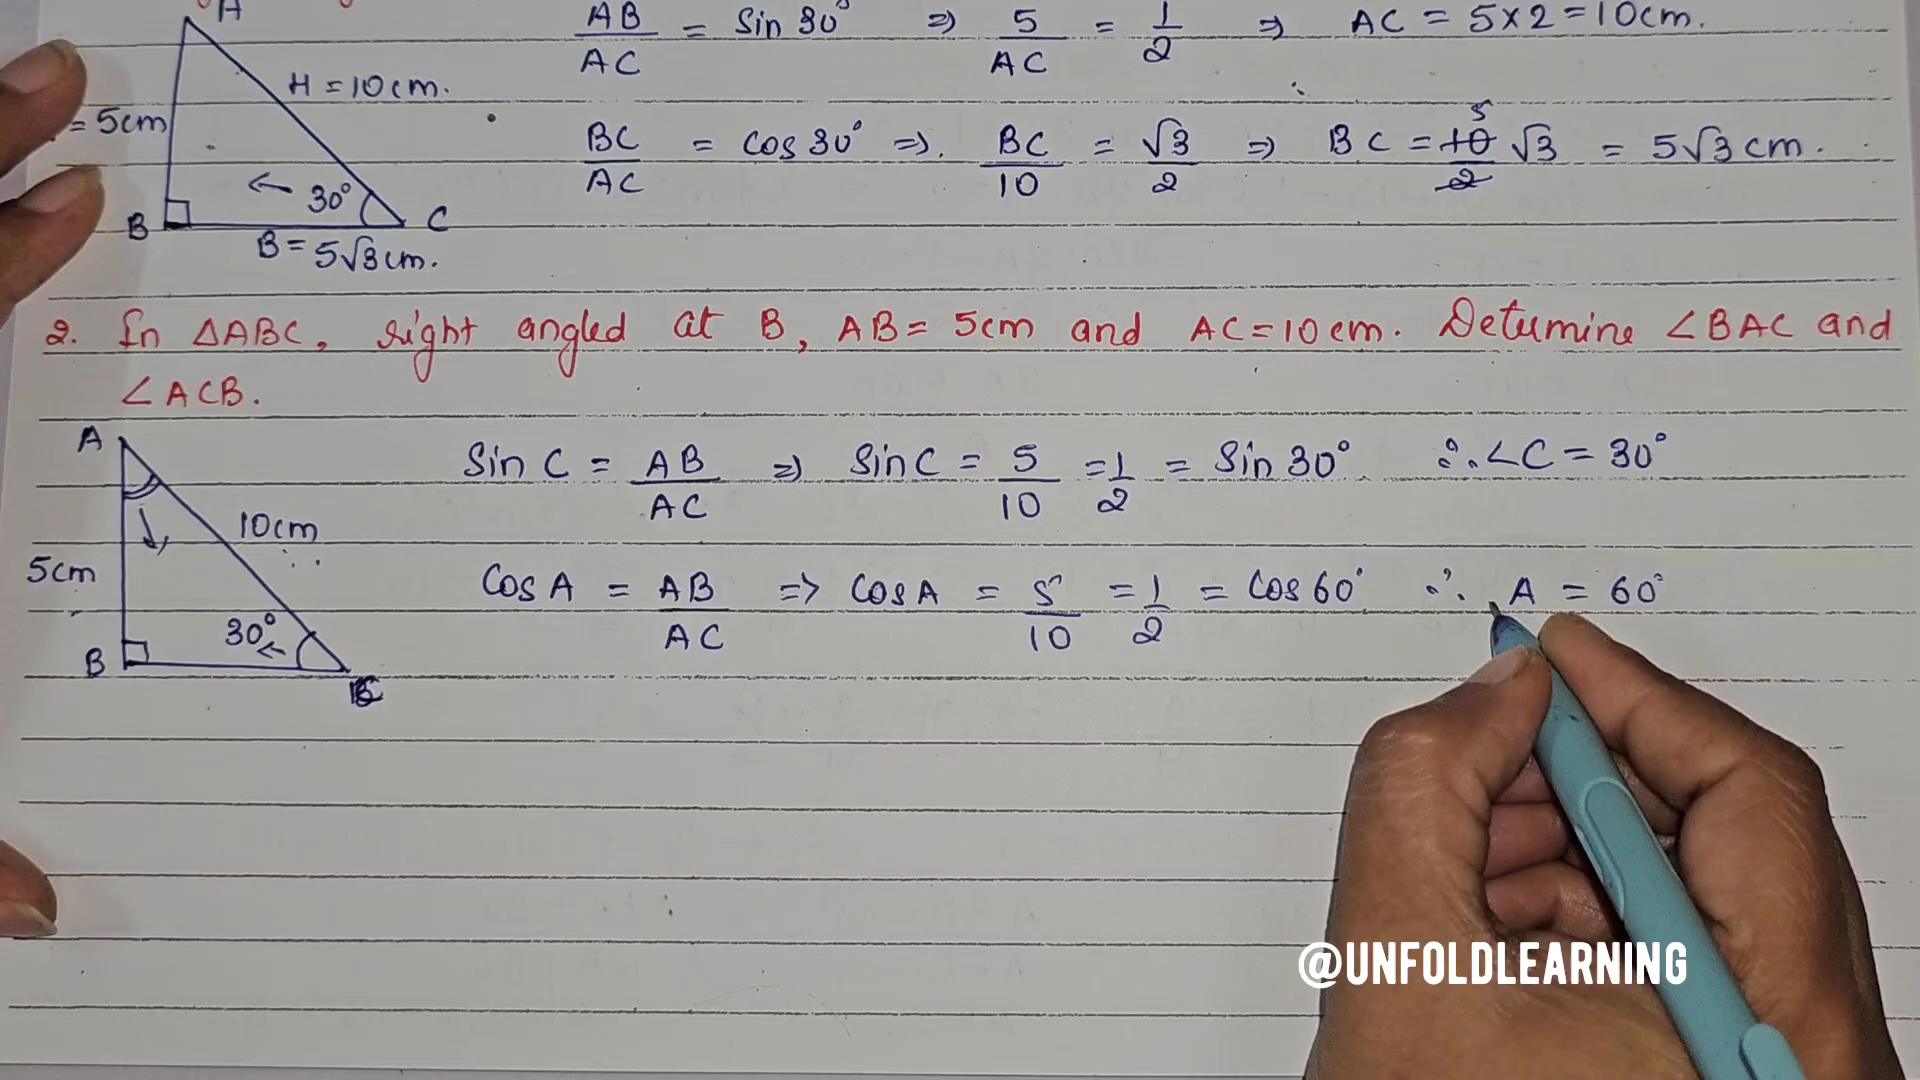 A
AB/AC = Sin 30° ⇒ 5/AC = 1/2 ⇒ AC = 5×2 = 10cm.
H = 10cm.
= 5cm
BC/AC = cos 30° ⇒. BC/10 = √3/2 ⇒ BC = 10/2 √3 = 5√3 cm.
5
← 30°
B
C
B = 5√3 cm.
2. In ΔABC, right angled at B, AB = 5cm and AC = 10cm. Determine ∠BAC and
∠ACB.
A
Sin C = AB/AC ⇒ Sin C = 5/10 = 1/2 = Sin 30° ∴ ∠C = 30°
10cm
5cm
Cos A = AB/AC ⇒ Cos A = 5/10 = 1/2 = Cos 60° ∴ A = 60°
30° ←
B
C
@UNFOLDLEARNING